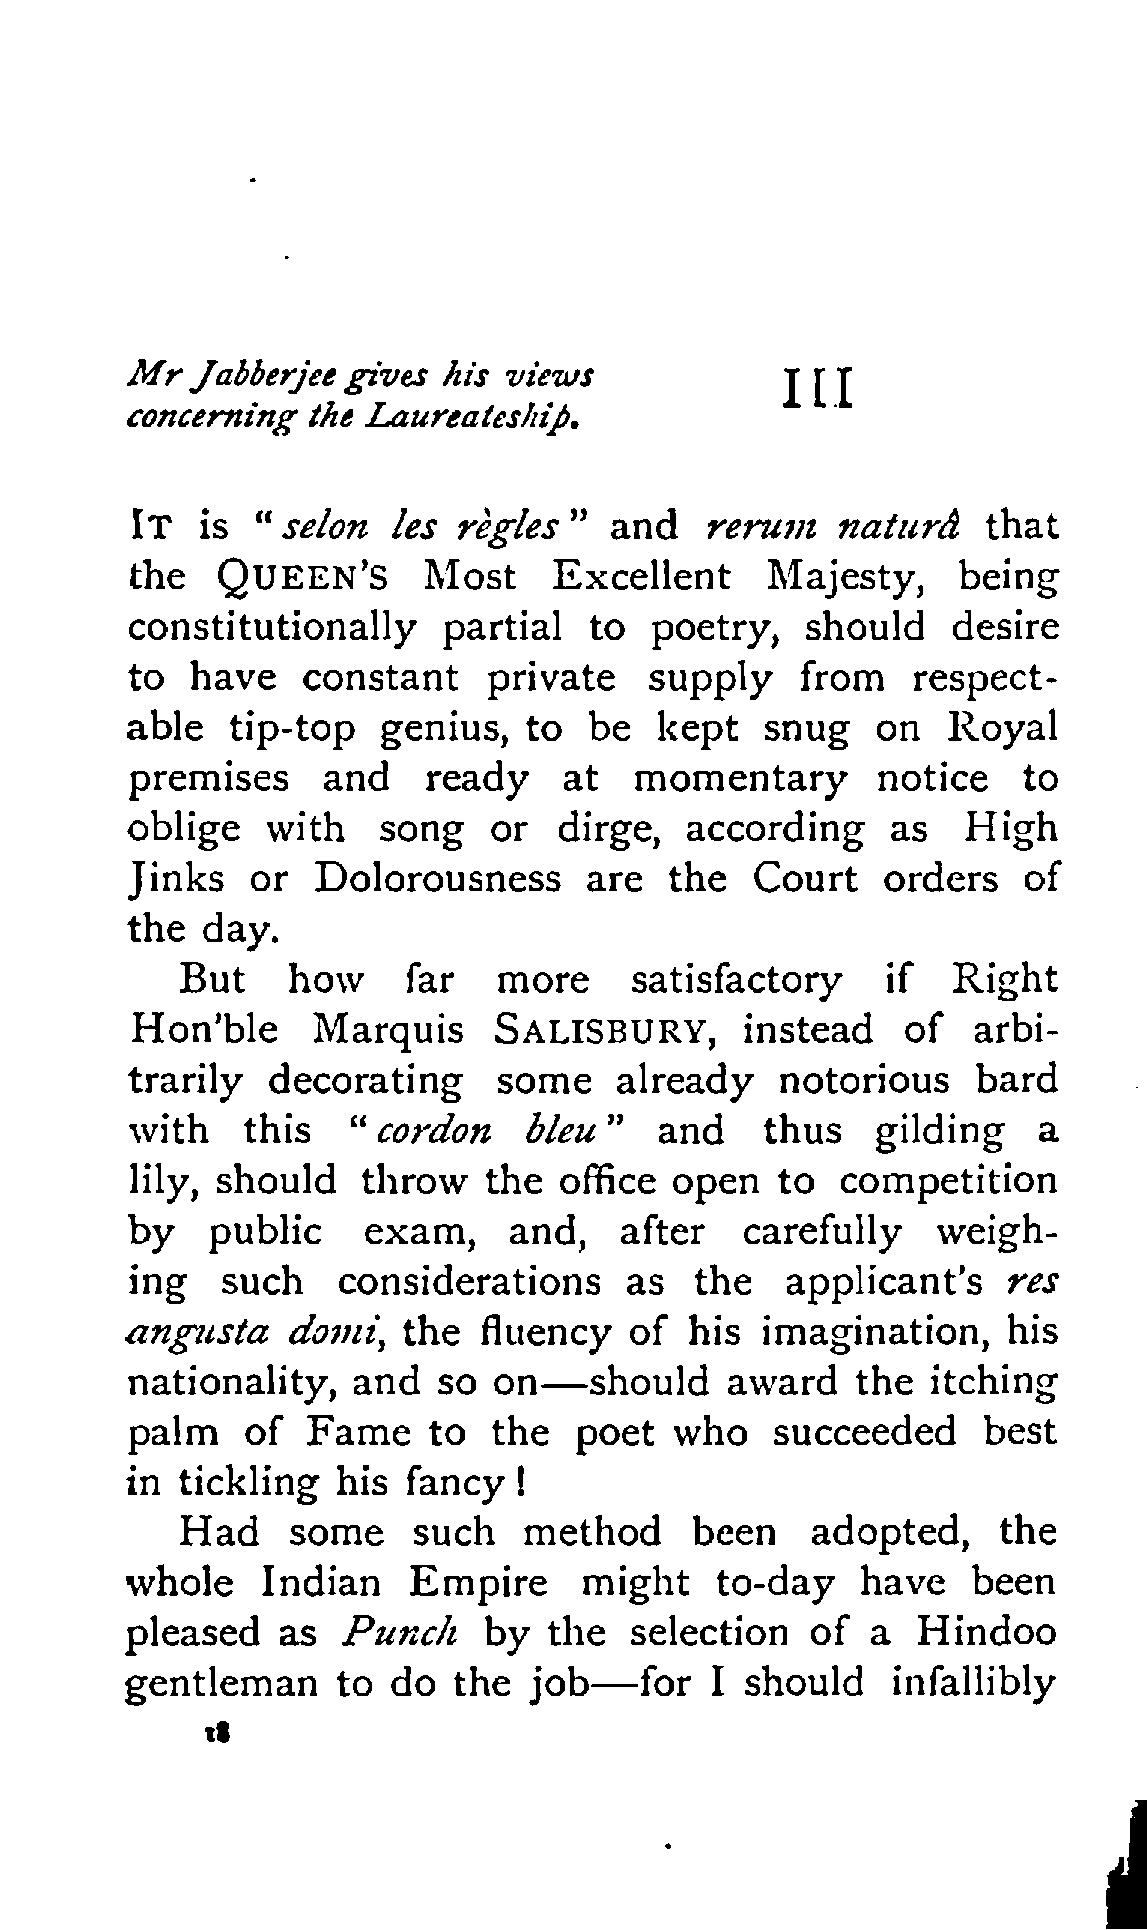 Mr Jabberjee gives his views
concerning the Laureateship.
III
IT is "selon les règles" and rerum naturâ that
the QUEEN'S Most Excellent Majesty, being
constitutionally partial to poetry, should desire
to have constant private supply from respect-
able tip-top genius, to be kept snug on Royal
premises and ready at momentary notice to
oblige with song or dirge, according as High
Jinks or Dolorousness are the Court orders of
the day.
But how far more satisfactory if Right
Hon'ble Marquis SALISBURY, instead of arbi-
trarily decorating some already notorious bard
with this "cordon bleu" and thus gilding a
lily, should throw the office open to competition
by public exam, and, after carefully weigh-
ing such considerations as the applicant's res
angusta domi, the fluency of his imagination, his
nationality, and so on—should award the itching
palm of Fame to the poet who succeeded best
in tickling his fancy!
Had some such method been adopted, the
whole Indian Empire might to-day have been
pleased as Punch by the selection of a Hindoo
gentleman to do the job—for I should infallibly
18